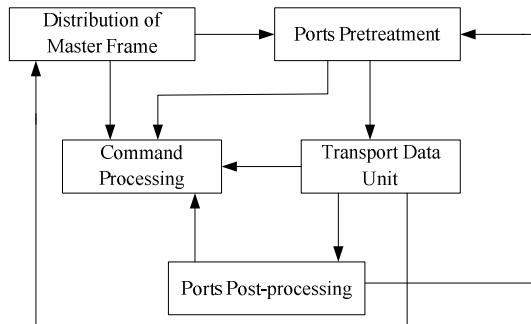 Distribution of
Master Frame
Ports Pretreatment
Command
Processing
Transport Data
Unit
Ports Post-processing